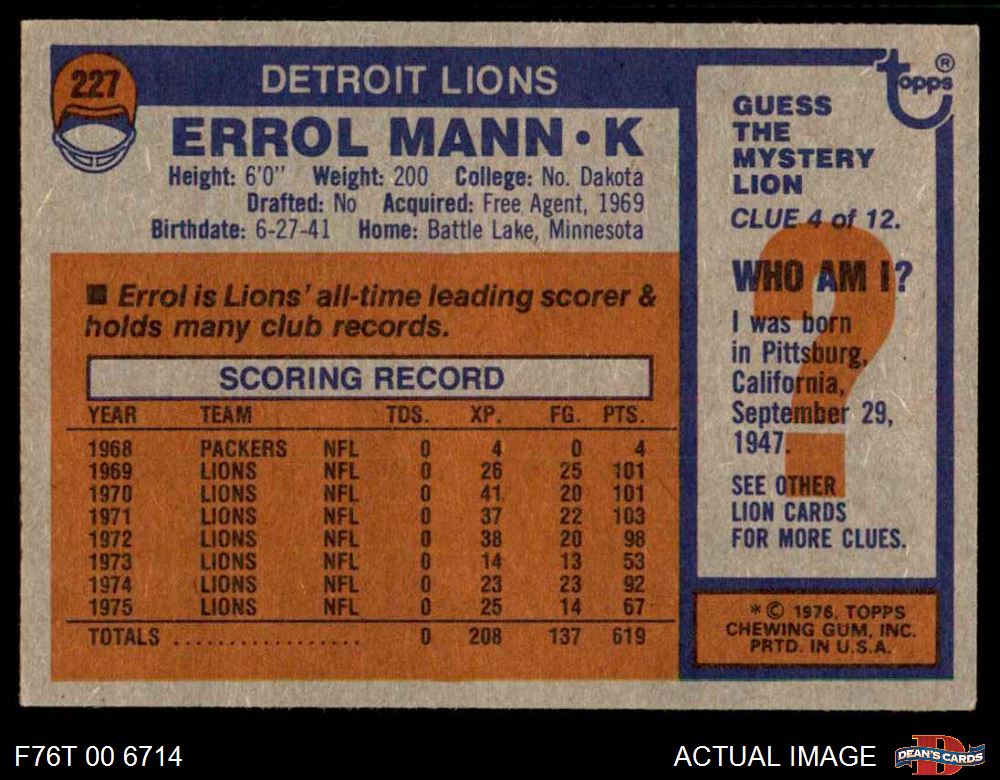 227
DETROIT LIONS
ERROL MANN • K
Height: 6'0" Weight: 200 College: No. Dakota
Drafted: No Acquired: Free Agent, 1969
Birthdate: 6-27-41 Home: Battle Lake, Minnesota
■ Errol is Lions' all-time leading scorer &
holds many club records.
SCORING RECORD
YEAR TEAM TDS. XP. FG. PTS.
1968 PACKERS NFL 0 4 0 4
1969 LIONS NFL 0 26 25 101
1970 LIONS NFL 0 41 20 101
1971 LIONS NFL 0 37 22 103
1972 LIONS NFL 0 38 20 98
1973 LIONS NFL 0 14 13 53
1974 LIONS NFL 0 23 23 92
1975 LIONS NFL 0 25 14 67
TOTALS .................. 0 208 137 619
topps ®
GUESS
THE
MYSTERY
LION
CLUE 4 of 12.
?
WHO AM I?
I was born
in Pittsburg,
California,
September 29,
1947.
SEE OTHER
LION CARDS
FOR MORE CLUES.
* © 1976, TOPPS
CHEWING GUM, INC.
PRTD. IN U.S.A.
F76T 00 6714
ACTUAL IMAGE
D
DEAN'S CARDS